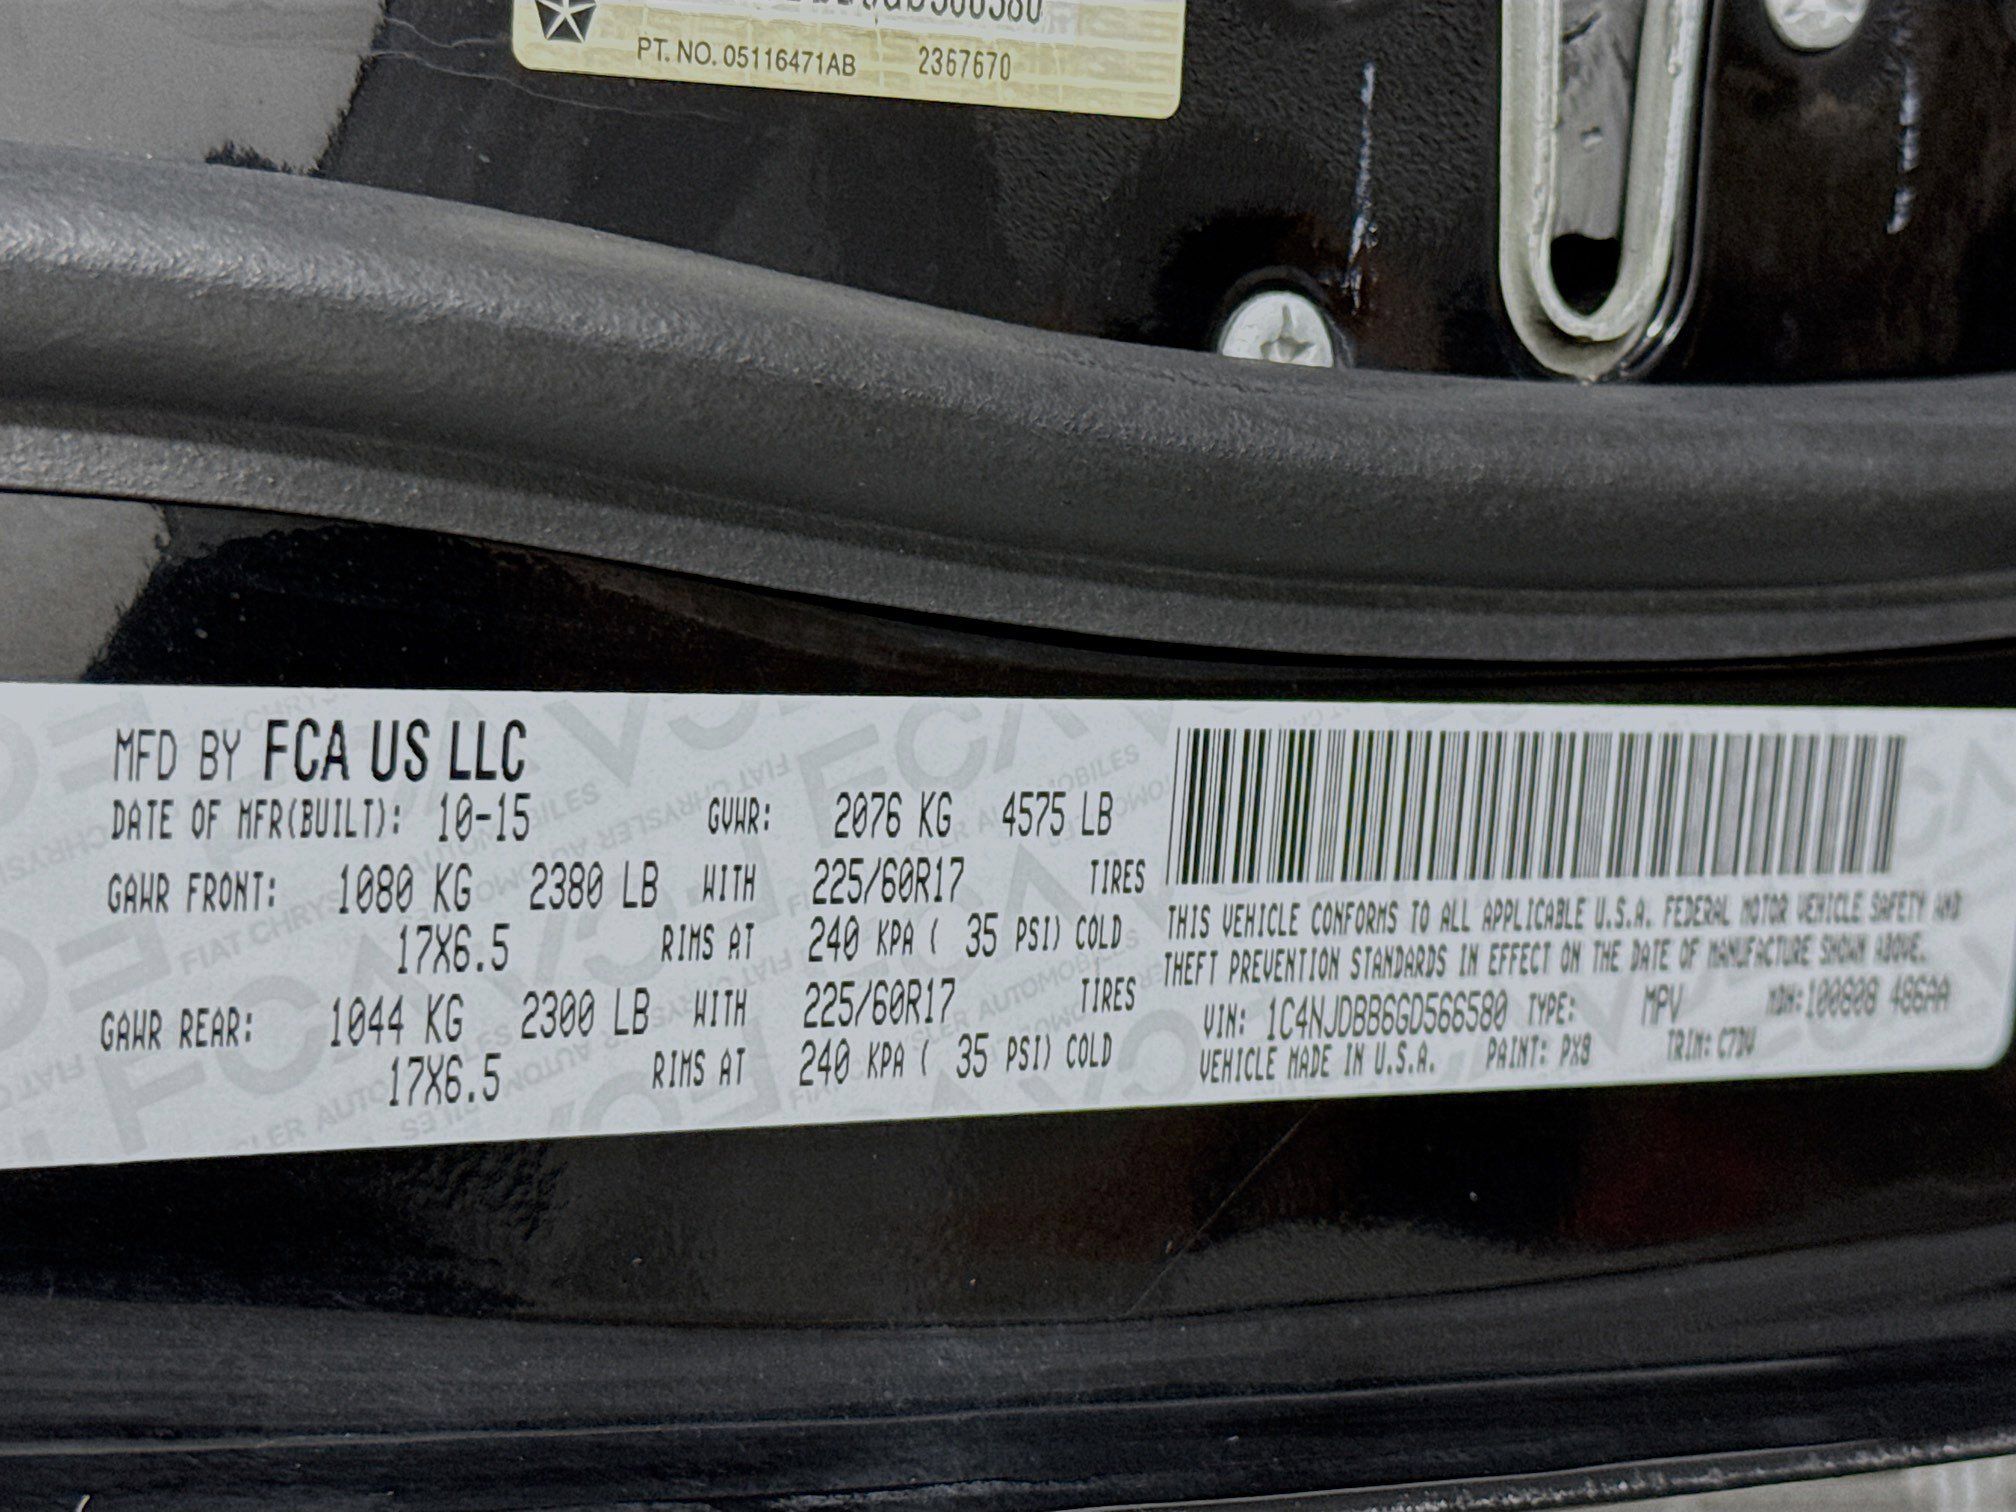 PT. NO. 05116471AB 2367670
MFD BY FCA US LLC
DATE OF MFR(BUILT): 10-15 GVWR: 2076 KG 4575 LB
GAWR FRONT: 1080 KG 2380 LB WITH 225/60R17 TIRES
17X6.5 RIMS AT 240 KPA ( 35 PSI) COLD
GAWR REAR: 1044 KG 2300 LB WITH 225/60R17 TIRES
17X6.5 RIMS AT 240 KPA ( 35 PSI) COLD
THIS VEHICLE CONFORMS TO ALL APPLICABLE U.S.A. FEDERAL MOTOR VEHICLE SAFETY AND
THEFT PREVENTION STANDARDS IN EFFECT ON THE DATE OF MANUFACTURE SHOWN ABOVE.
VIN: 1C4NJDBB6GD566580 TYPE: MPV MDH:100808 486AA
VEHICLE MADE IN U.S.A. PAINT: PX8 TRIM: